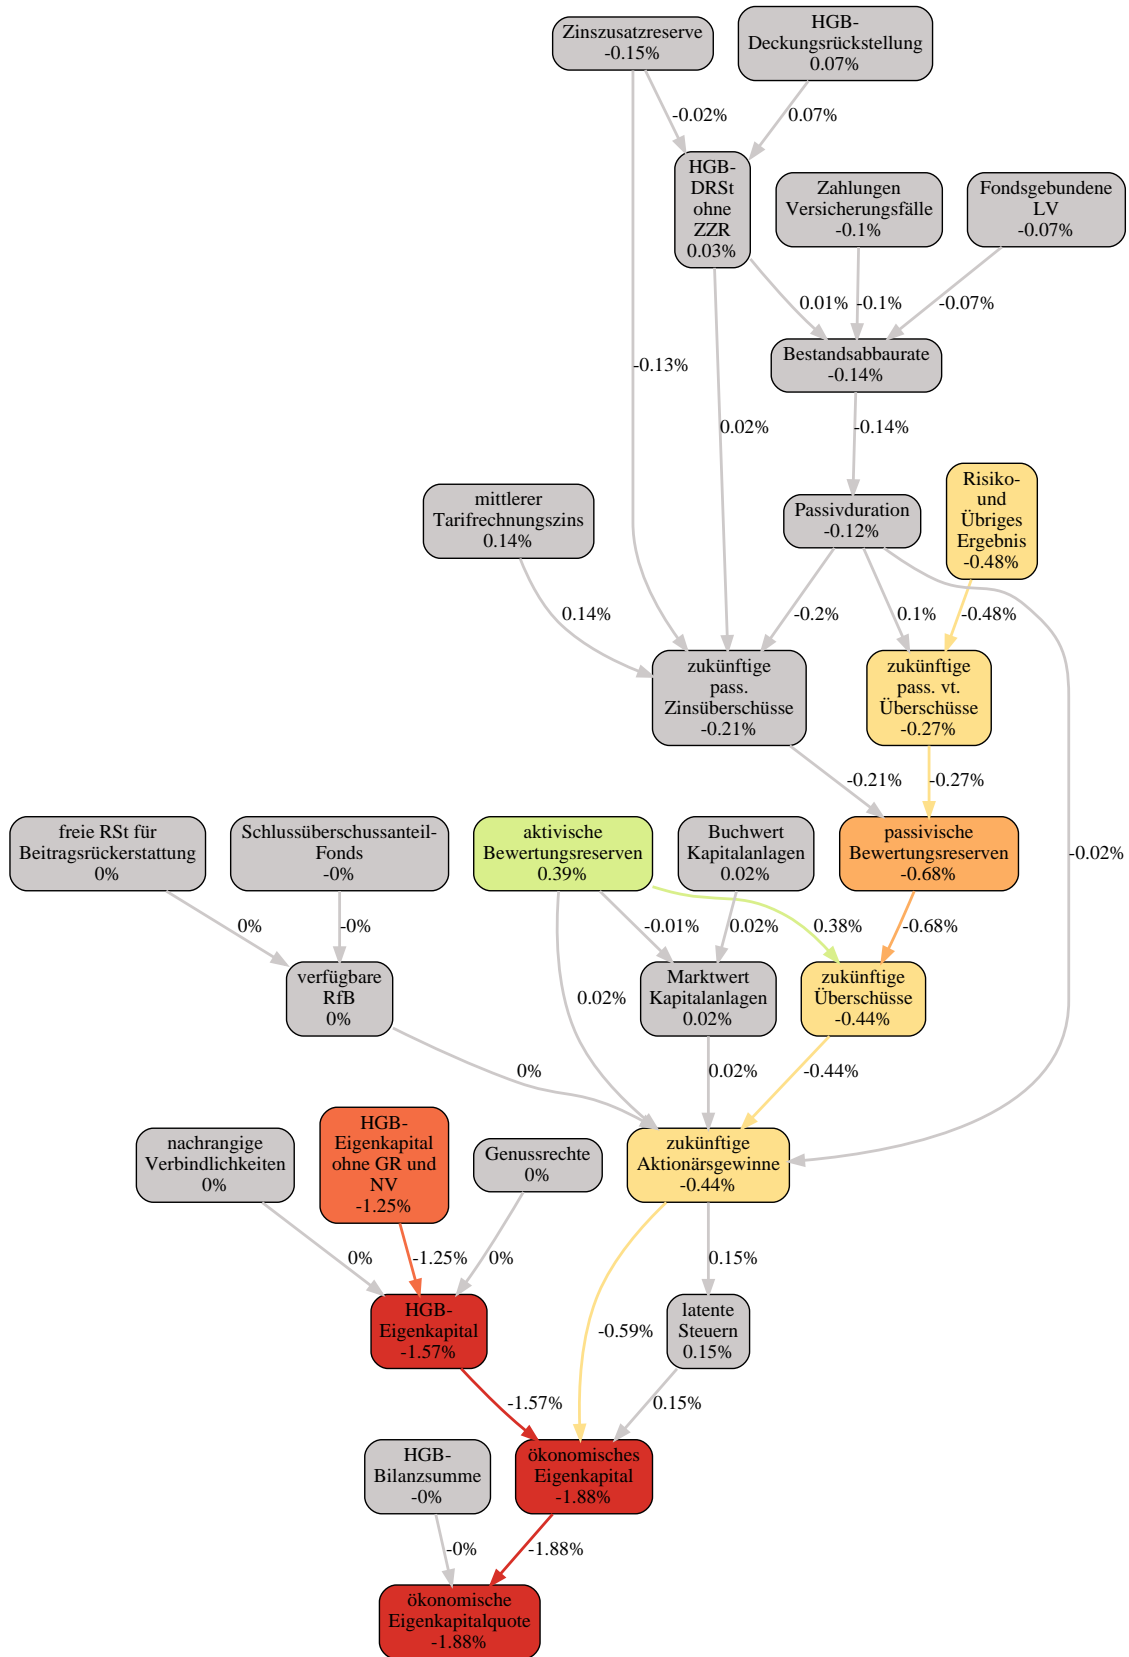 Zinszusatzreserve
-0.15%
HGB-
Deckungsrückstellung
0.07%
-0.02%
0.07%
HGB-
DRSt
ohne
ZZR
0.03%
Zahlungen
Versicherungsfälle
-0.1%
Fondsgebundene
LV
-0.07%
0.01%
-0.1%
-0.07%
Bestandsabbaurate
-0.14%
-0.13%
0.02%
-0.14%
mittlerer
Tarifrechnungszins
0.14%
Passivduration
-0.12%
Risiko-
und
Übriges
Ergebnis
-0.48%
0.14%
-0.2%
0.1%
-0.48%
zukünftige
pass.
Zinsüberschüsse
-0.21%
zukünftige
pass. vt.
Überschüsse
-0.27%
-0.21%
-0.27%
freie RSt für
Beitragsrückerstattung
0%
Schlussüberschussanteil-
Fonds
-0%
aktivische
Bewertungsreserven
0.39%
Buchwert
Kapitalanlagen
0.02%
passivische
Bewertungsreserven
-0.68%
-0.02%
0%
-0%
-0.01%
0.02%
0.38%
-0.68%
verfügbare
RfB
0%
0.02%
Marktwert
Kapitalanlagen
0.02%
zukünftige
Überschüsse
-0.44%
0%
0.02%
-0.44%
nachrangige
Verbindlichkeiten
0%
HGB-
Eigenkapital
ohne GR und
NV
-1.25%
Genussrechte
0%
zukünftige
Aktionärsgewinne
-0.44%
0%
-1.25%
0%
0.15%
HGB-
Eigenkapital
-1.57%
-0.59%
latente
Steuern
0.15%
-1.57%
0.15%
HGB-
Bilanzsumme
-0%
ökonomisches
Eigenkapital
-1.88%
-0%
-1.88%
ökonomische
Eigenkapitalquote
-1.88%